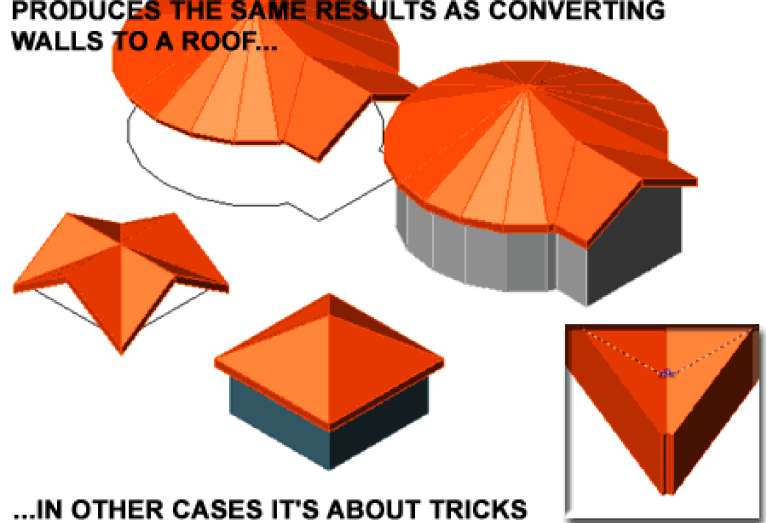 PRODUCES THE SAME RESULTS AS CONVERTING
WALLS TO A ROOF...
...IN OTHER CASES IT'S ABOUT TRICKS